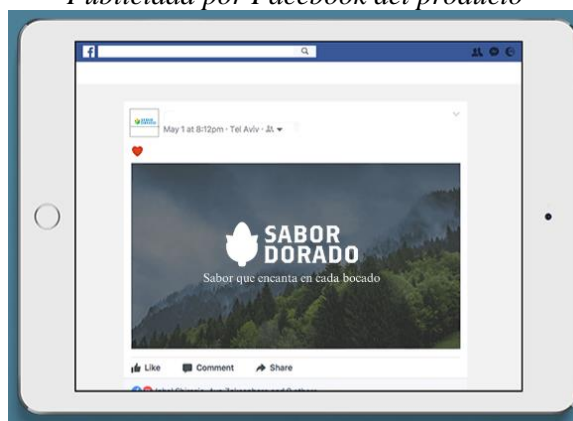 Publicidad por Facebook del producto
f
May 1 at 8:12pm · Tel Aviv ·
SABOR
DORADO
Sabor que encanta en cada bocado
Like Comment Share